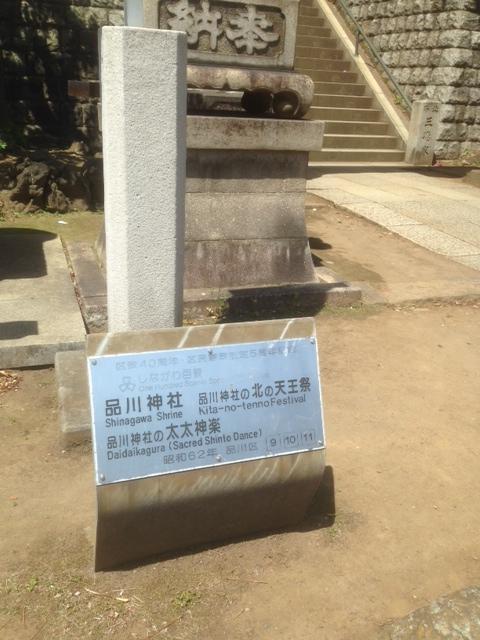 納奉
区政40周年・区民憲章制定5周年記念
しながわ百景
One Hundred Scenic Spots
品川神社 品川神社の北の天王祭
Shinagawa Shrine Kita-no-tennoFestival
品川神社の太太神楽
Daidaikagura (Sacred Shinto Dance) 9 10 11
昭和62年 品川区